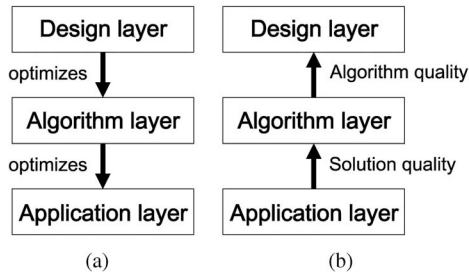 Design layer
optimizes
Algorithm layer
optimizes
Application layer
(a)
Design layer
Algorithm quality
Algorithm layer
Solution quality
Application layer
(b)